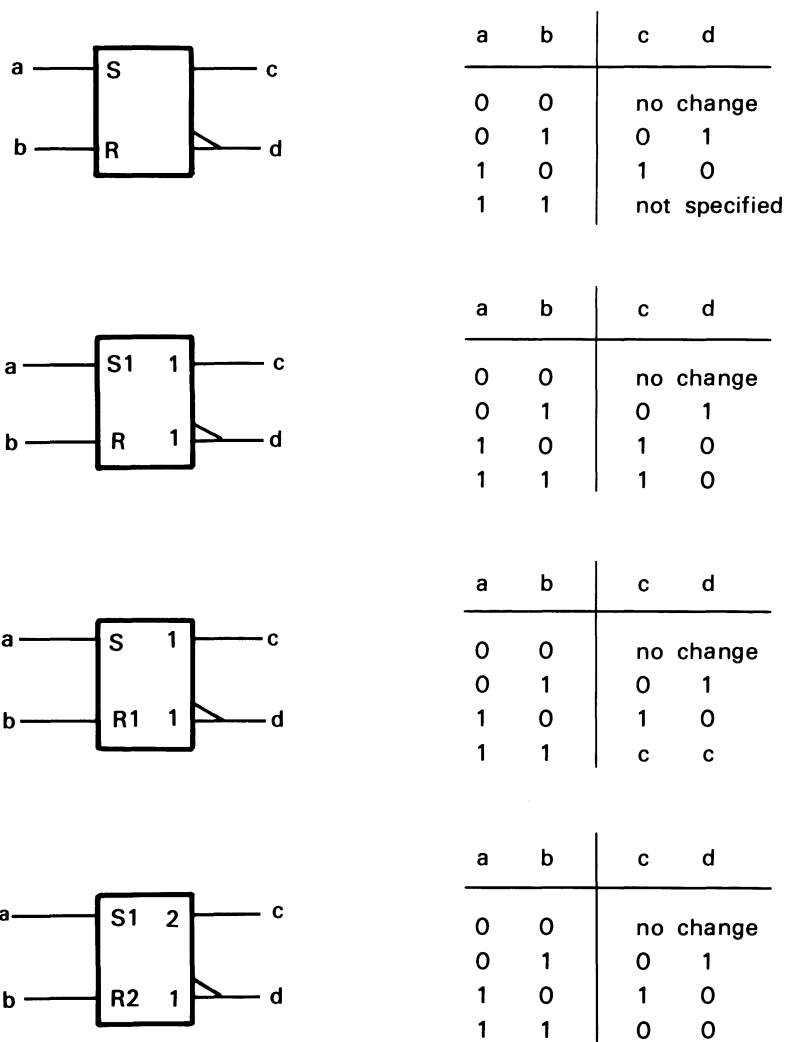 a b c d
a S c
0 0 no change
0 1 0 1
b R d
1 0 1 0
1 1 not specified
a b c d
a S1 1 c
0 0 no change
0 1 0 1
b R 1 d
1 0 1 0
1 1 1 0
a b c d
a S 1 c
0 0 no change
0 1 0 1
b R1 1 d
1 0 1 0
1 1 c c
a b c d
a S1 2 c
0 0 no change
0 1 0 1
b R2 1 d
1 0 1 0
1 1 0 0